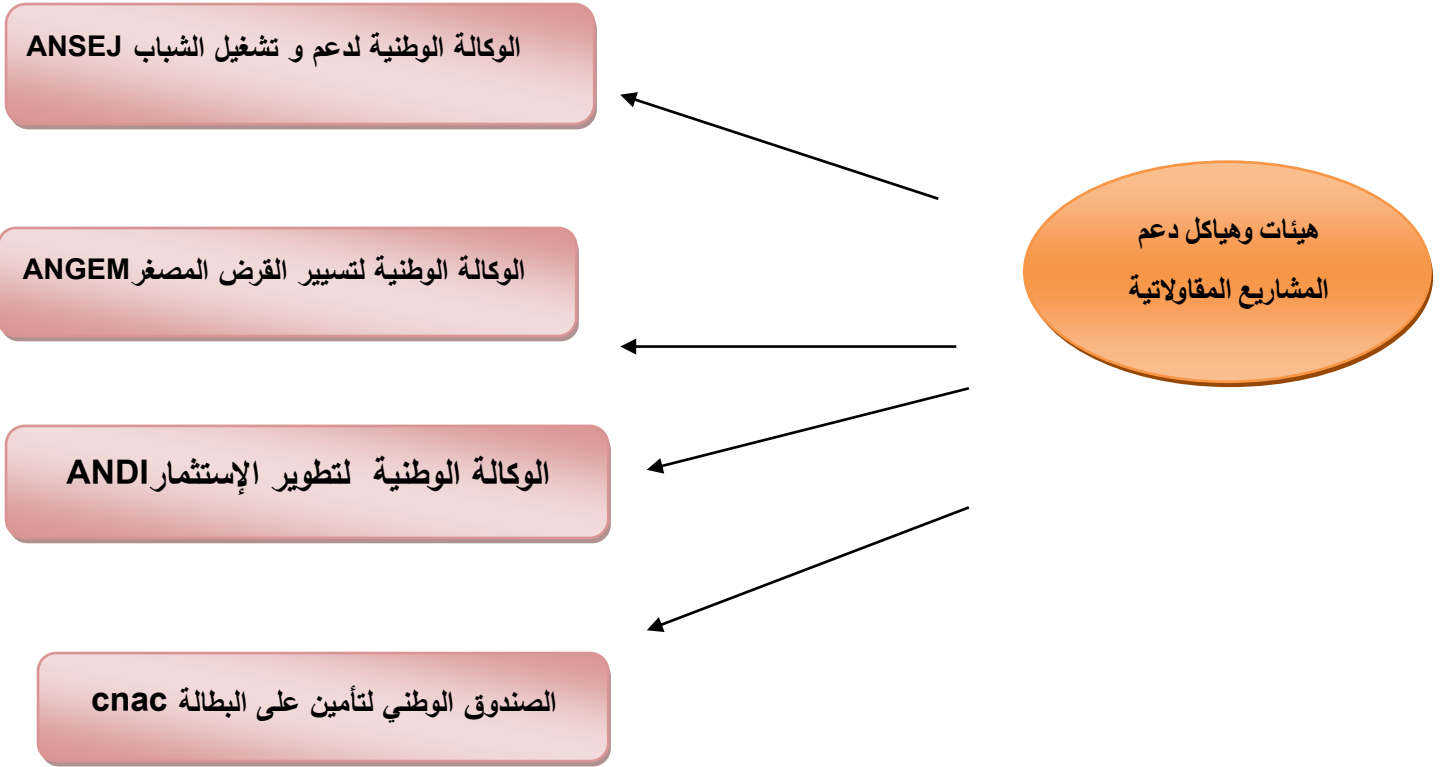 هيئات وهياكل دعم
المشاريع المقاولاتية
الوكالة الوطنية لدعم و تشغيل الشباب ANSEJ
الوكالة الوطنية لتسيير القرض المصغرANGEM
الوكالة الوطنية لتطوير الإستثمارANDI
الصندوق الوطني لتأمين على البطالة cnac